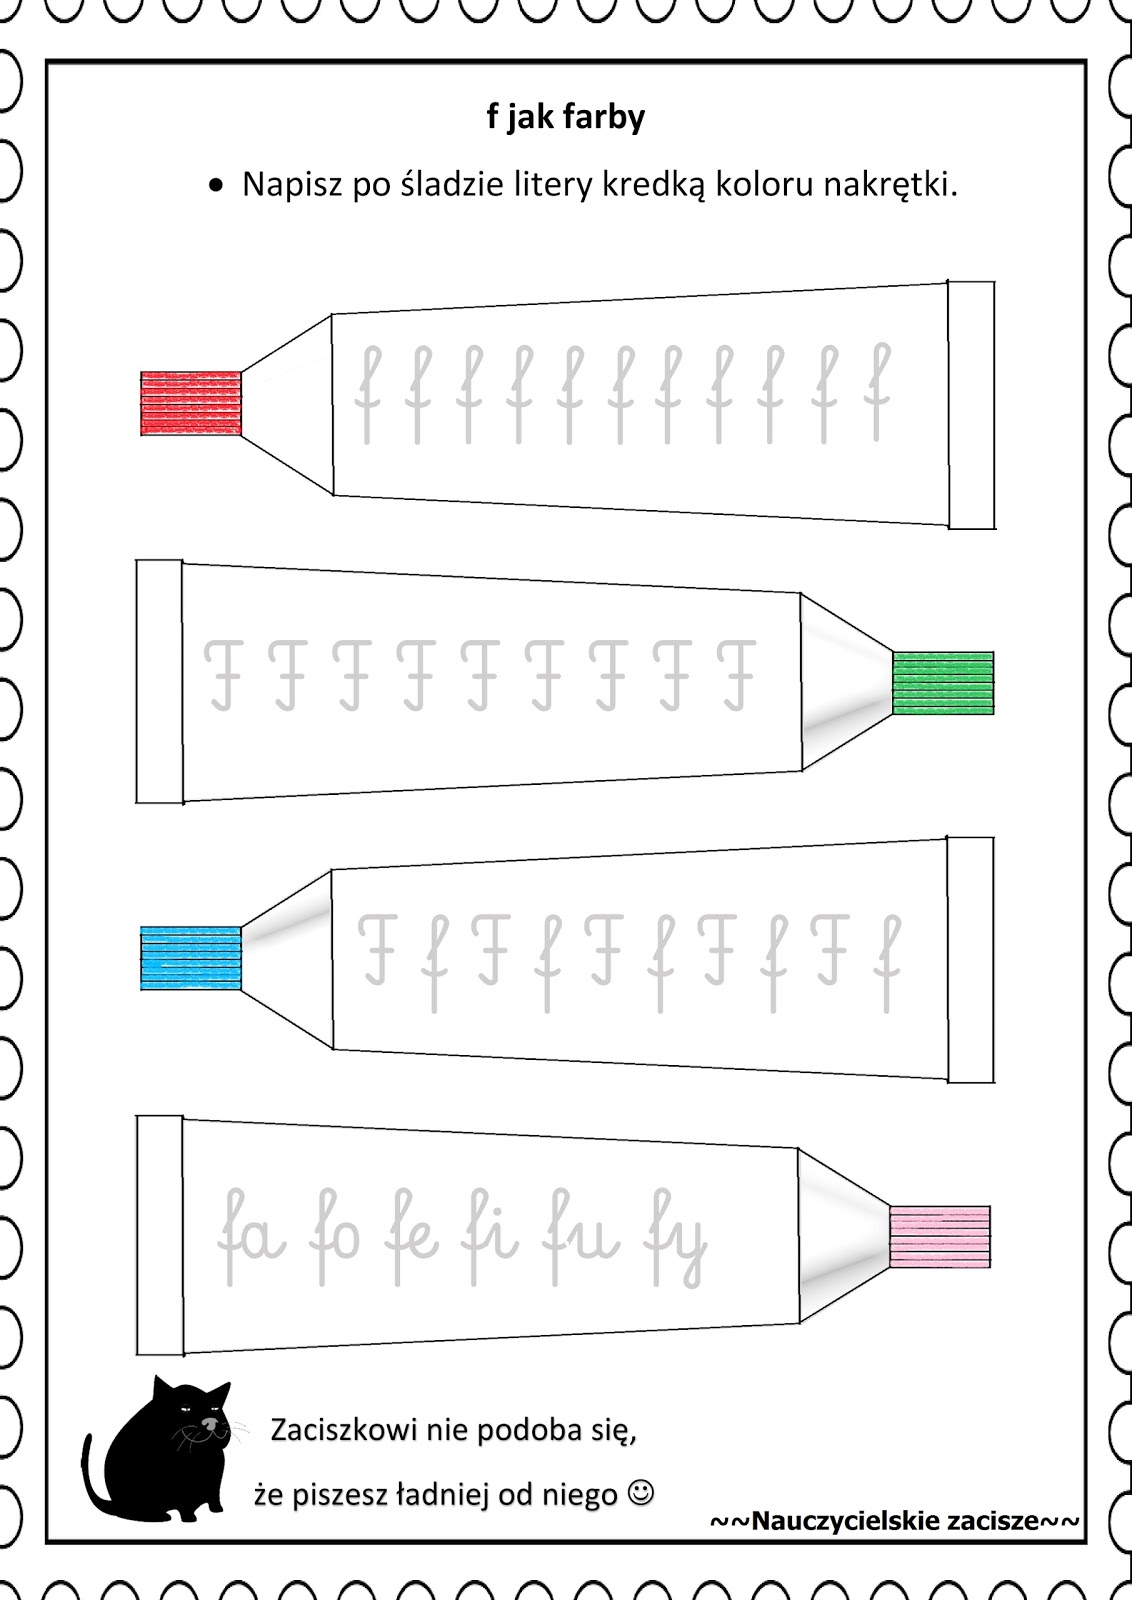 f jak farby
• Napisz po śladzie litery kredką koloru nakrętki.
f f f f f f f f f f f
F F F F F F F F F
F f F f F f F f F f
fa fo fe fi fu fy
Zaciszkowi nie podoba się,
że piszesz ładniej od niego ☺
~~Nauczycielskie zacisze~~